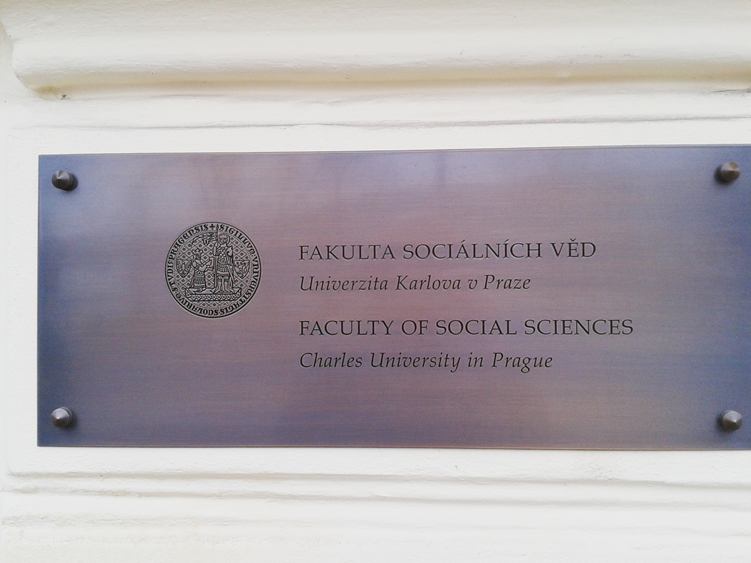 FAKULTA SOCIÁLNÍCH VĚD
Univerzita Karlova v Praze
FACULTY OF SOCIAL SCIENCES
Charles University in Prague